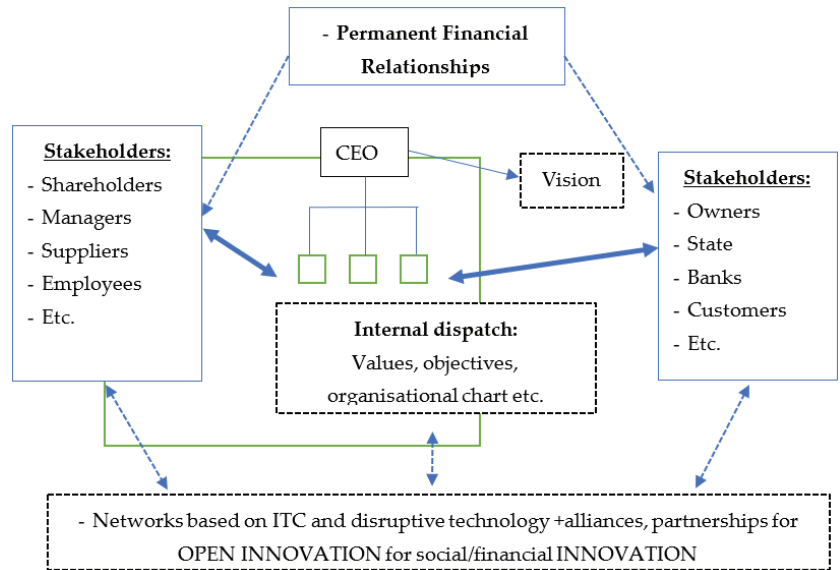 - Permanent Financial
Relationships
Stakeholders:
- Shareholders
- Managers
- Suppliers
- Employees
- Etc.
CEO
Vision
Stakeholders:
- Owners
- State
- Banks
- Customers
- Etc.
Internal dispatch:
Values, objectives,
organisational chart etc.
- Networks based on ITC and disruptive technology +alliances, partnerships for
OPEN INNOVATION for social/financial INNOVATION